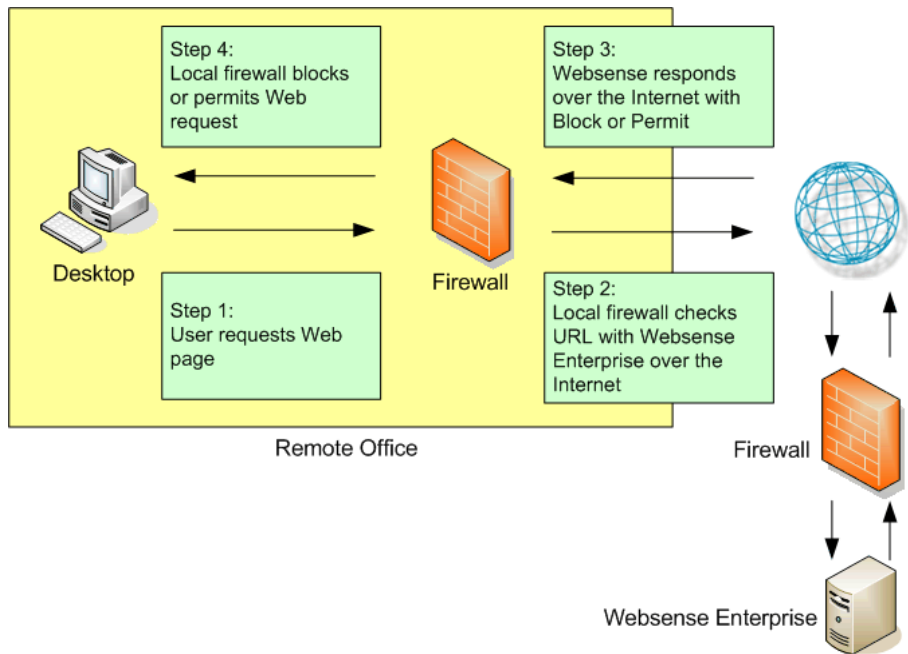 Step 4:
Local firewall blocks
or permits Web
request
Step 3:
Websense responds
over the Internet with
Block or Permit
Desktop
Firewall
Step 1:
User requests Web
page
Step 2:
Local firewall checks
URL with Websense
Enterprise over the
Internet
Remote Office
Firewall
Websense Enterprise